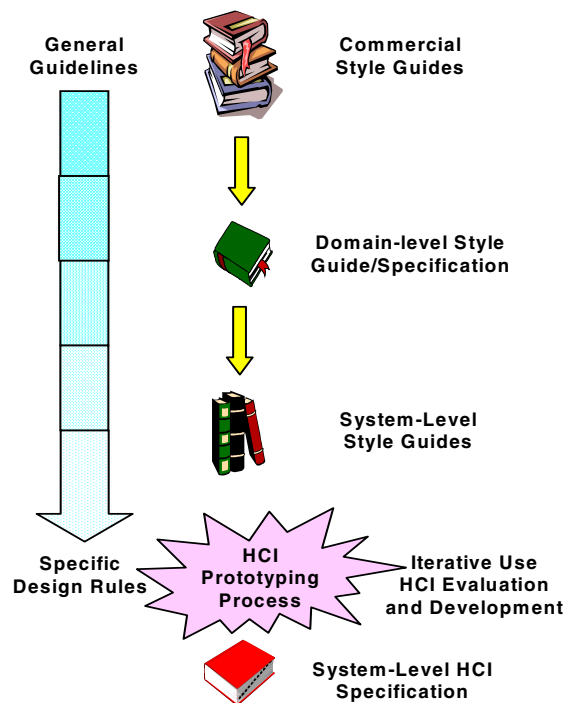 General
Guidelines
Commercial
Style Guides
Domain-level Style
Guide/Specification
System-Level
Style Guides
Specific
Design Rules
HCI
Prototyping
Process
Iterative Use
HCI Evaluation
and Development
System-Level HCI
Specification